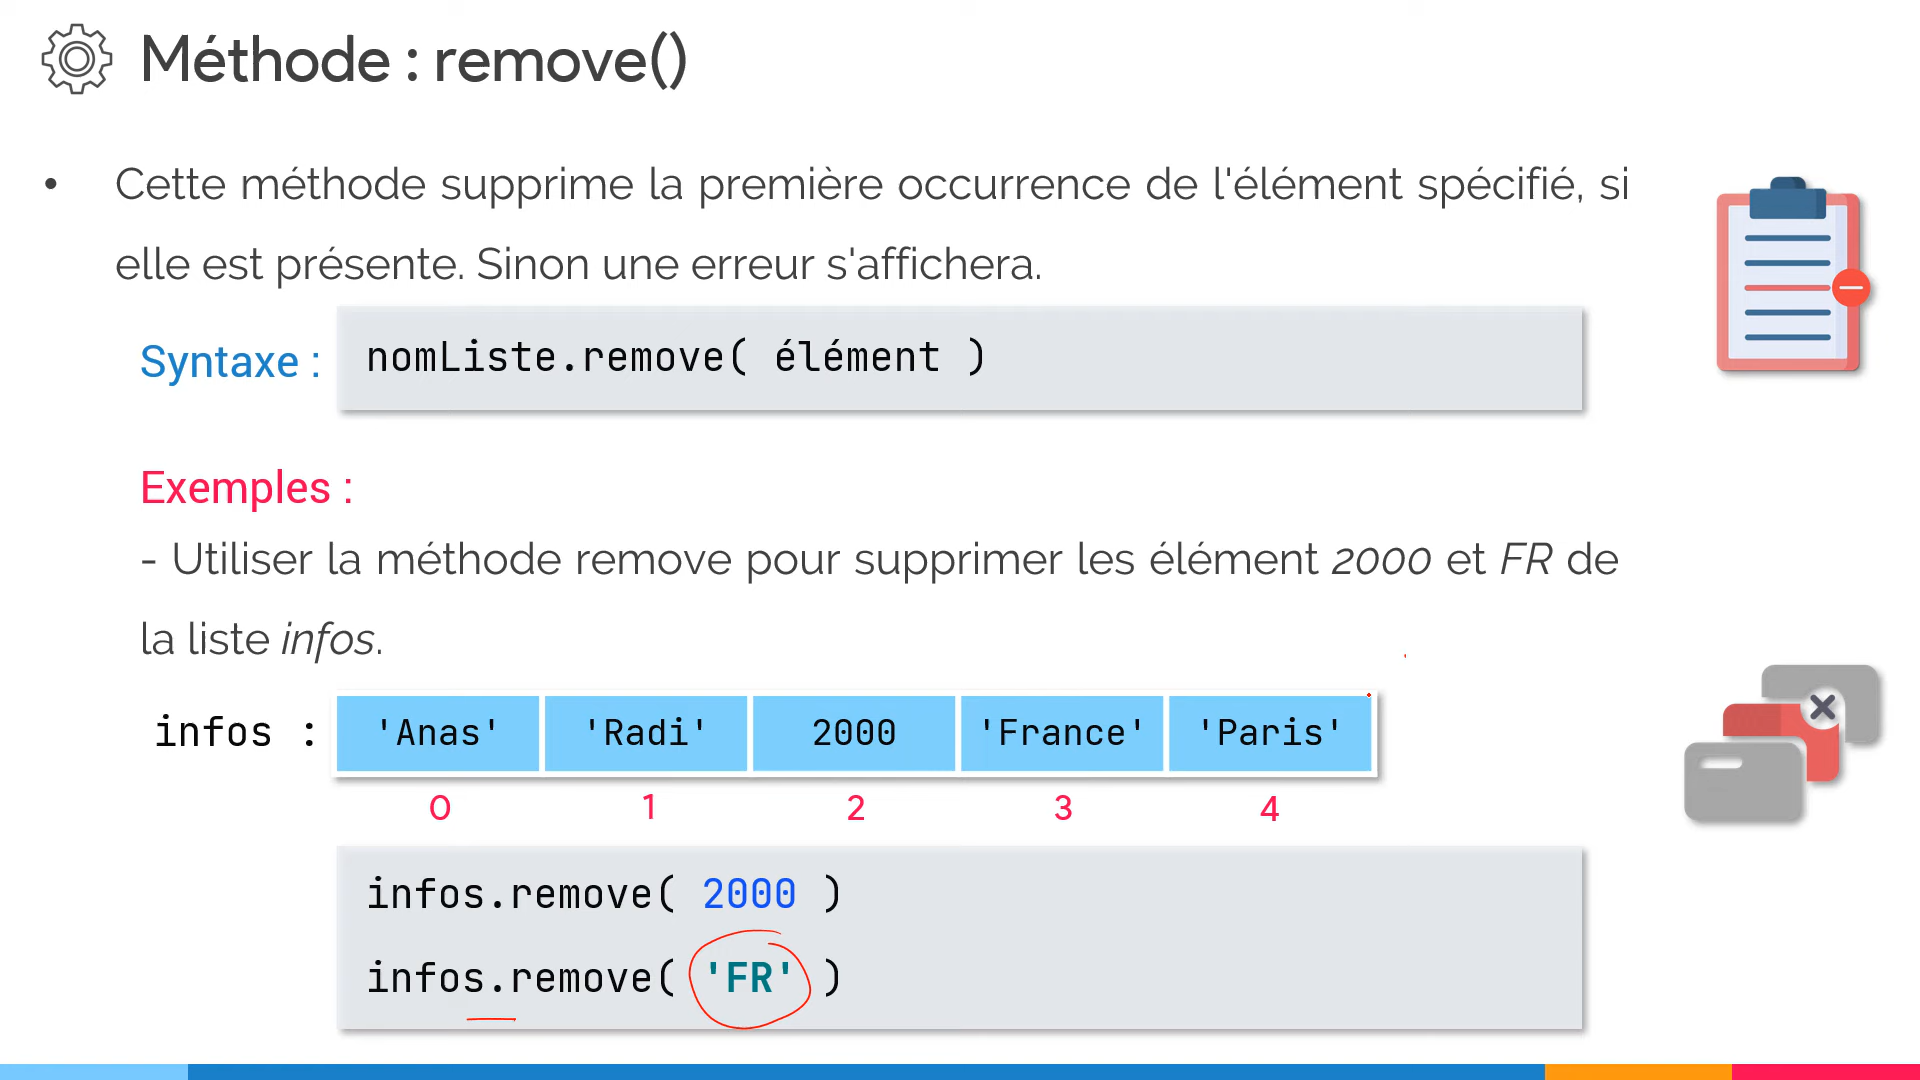 Méthode : remove()
• Cette méthode supprime la première occurrence de l'élément spécifié, si
elle est présente. Sinon une erreur s'affichera.
Syntaxe : nomListe.remove( élément )
Exemples :
- Utiliser la méthode remove pour supprimer les élément 2000 et FR de
la liste infos.
infos : 'Anas' 'Radi' 2000 'France' 'Paris'
0 1 2 3 4
infos.remove( 2000 )
infos.remove( 'FR' )